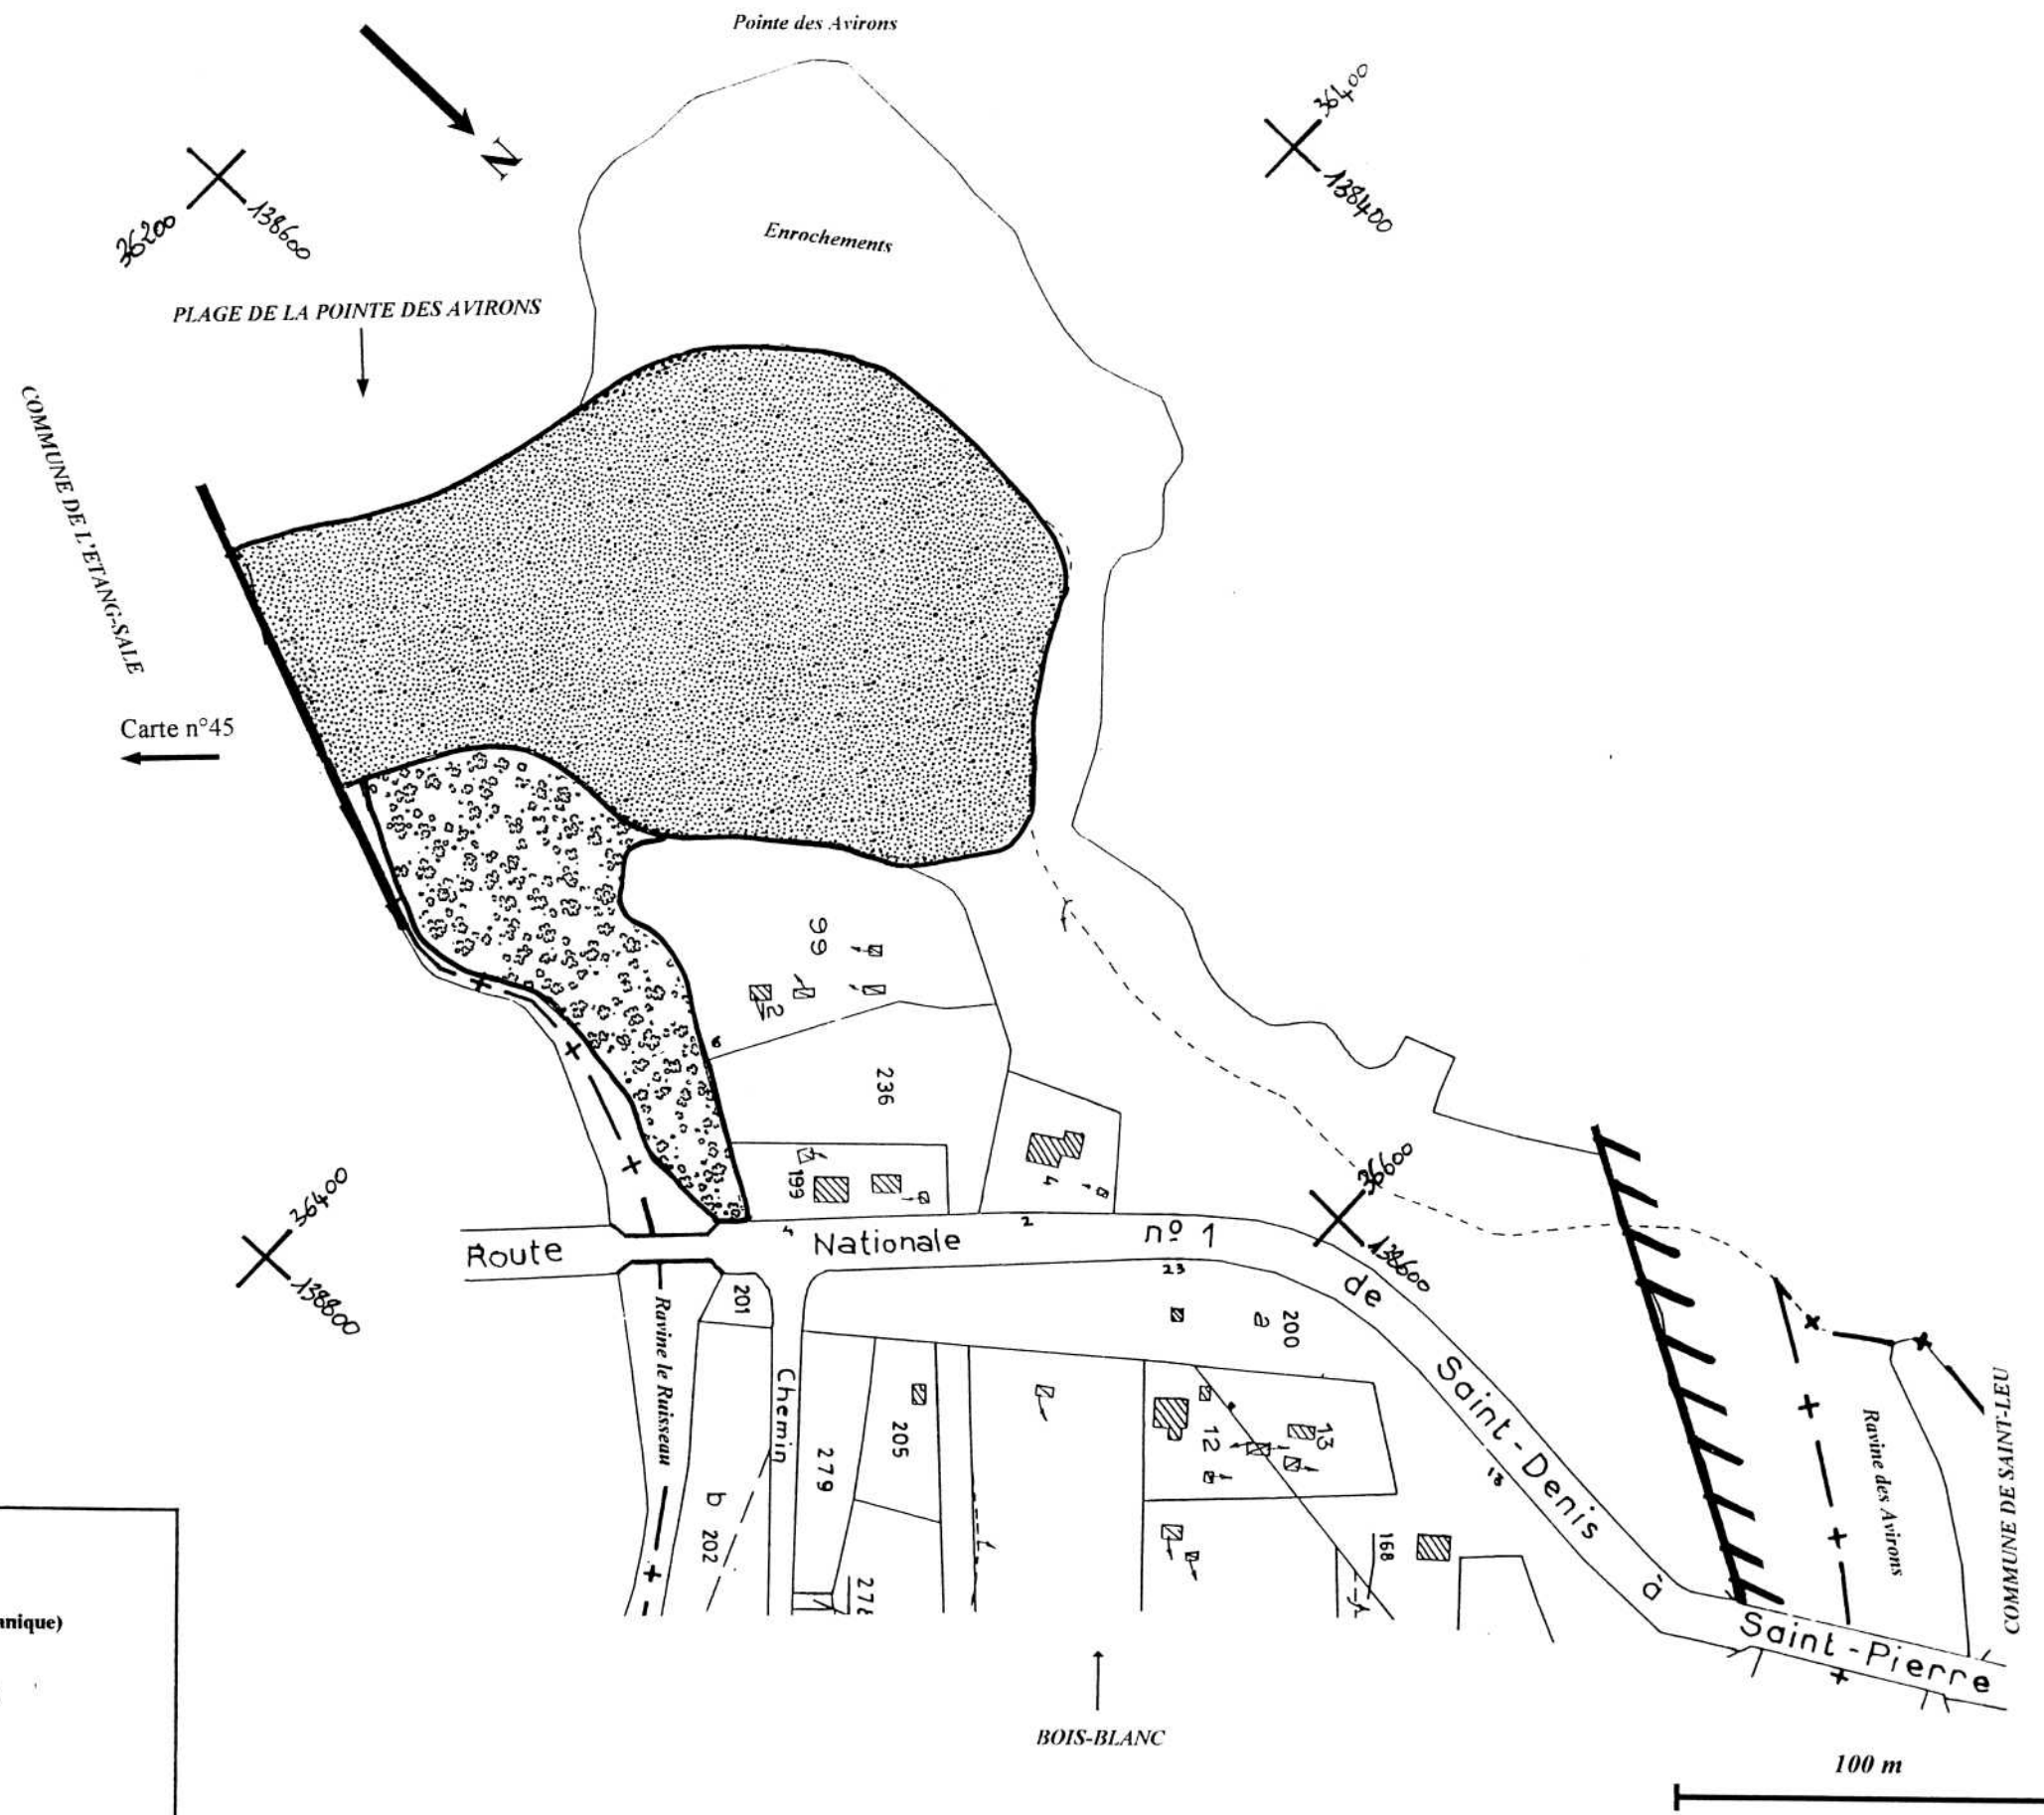 Pointe des Avirons
N
36400
138400
36200
138600
Enrochements
PLAGE DE LA POINTE DES AVIRONS
COMMUNE DE L'ETANG-SALE
Carte n°45
99
2
6
236
199
4
36400
138800
36600
138600
Route
4
Nationale
2
nº 1
23
de
Saint-Denis
à
Saint-Pierre
201
200
a
Ravine le Ruisseau
Chemin
279
205
12
13
18
168
b
202
Ravine des Avirons
COMMUNE DE SAINT-LEU
BOIS-BLANC
100 m